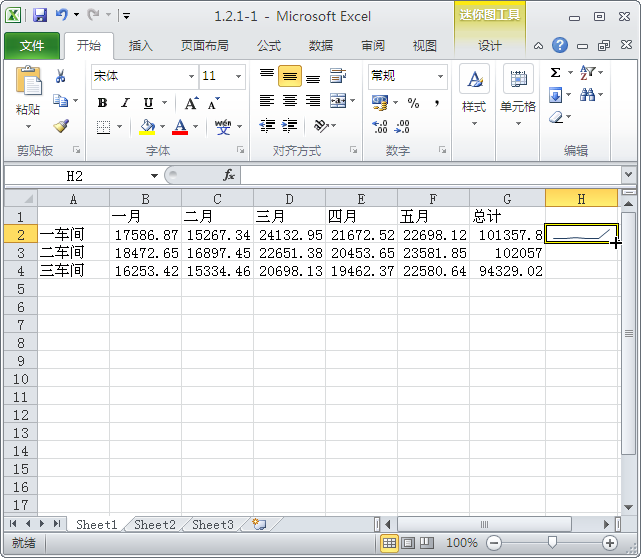 1.2.1-1 - Microsoft Excel 迷你图工具
文件 开始 插入 页面布局 公式 数据 审阅 视图 设计
宋体 11 常规
粘贴 B I U A A % , 样式 单元格
A wén 文 .00 .0
剪贴板 字体 对齐方式 数字 编辑
H2 fx
A B C D E F G H
1 一月 二月 三月 四月 五月 总计
2 一车间 17586.87 15267.34 24132.95 21672.52 22698.12 101357.8
3 二车间 18472.65 16897.45 22651.38 20453.65 23581.85 102057
4 三车间 16253.42 15334.46 20698.13 19462.37 22580.64 94329.02
5
6
7
8
9
10
11
12
13
14
15
16
17
Sheet1 Sheet2 Sheet3
就绪 100%